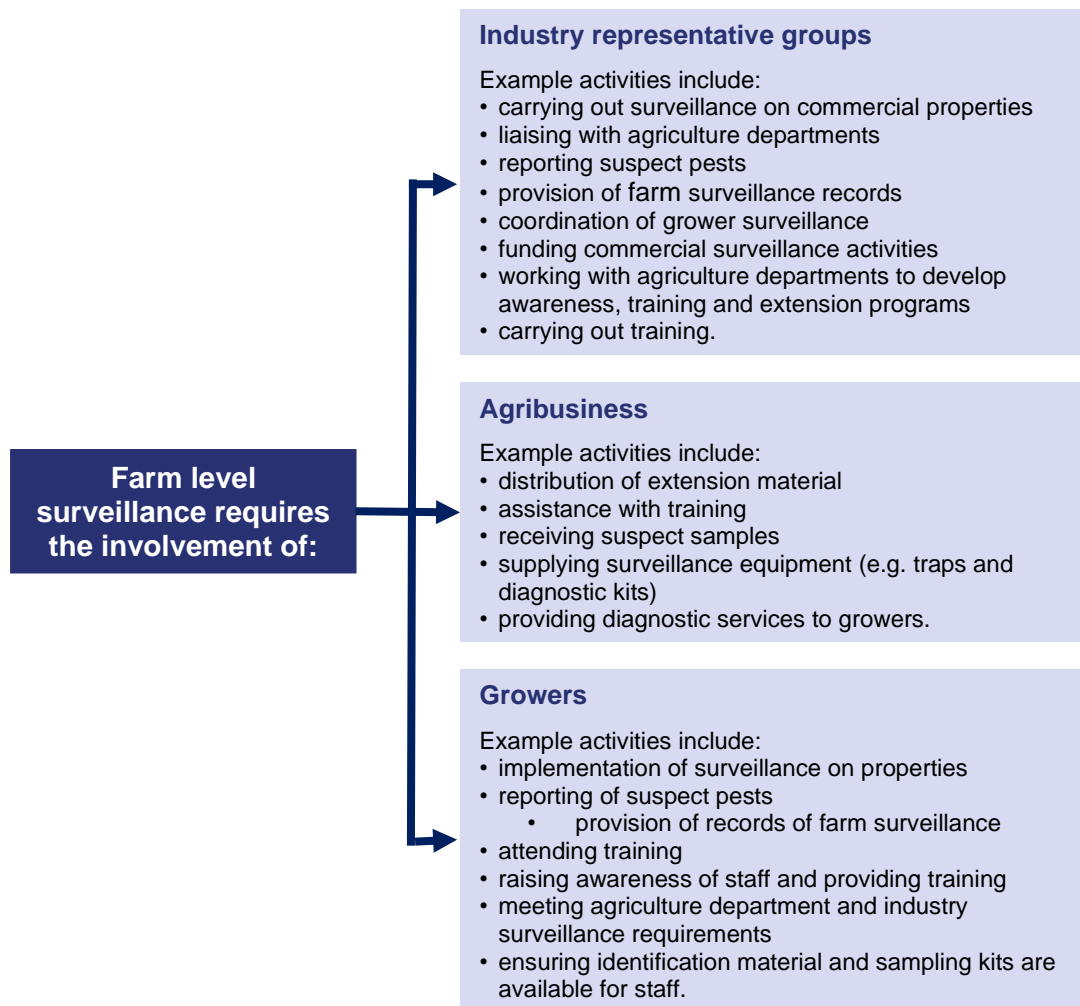 Industry representative groups
Example activities include:
• carrying out surveillance on commercial properties
• liaising with agriculture departments
• reporting suspect pests
• provision of farm surveillance records
• coordination of grower surveillance
• funding commercial surveillance activities
• working with agriculture departments to develop
awareness, training and extension programs
• carrying out training.
Farm level
surveillance requires
the involvement of:
Agribusiness
Example activities include:
• distribution of extension material
• assistance with training
• receiving suspect samples
• supplying surveillance equipment (e.g. traps and
diagnostic kits)
• providing diagnostic services to growers.
Growers
Example activities include:
• implementation of surveillance on properties
• reporting of suspect pests
• provision of records of farm surveillance
• attending training
• raising awareness of staff and providing training
• meeting agriculture department and industry
surveillance requirements
• ensuring identification material and sampling kits are
available for staff.